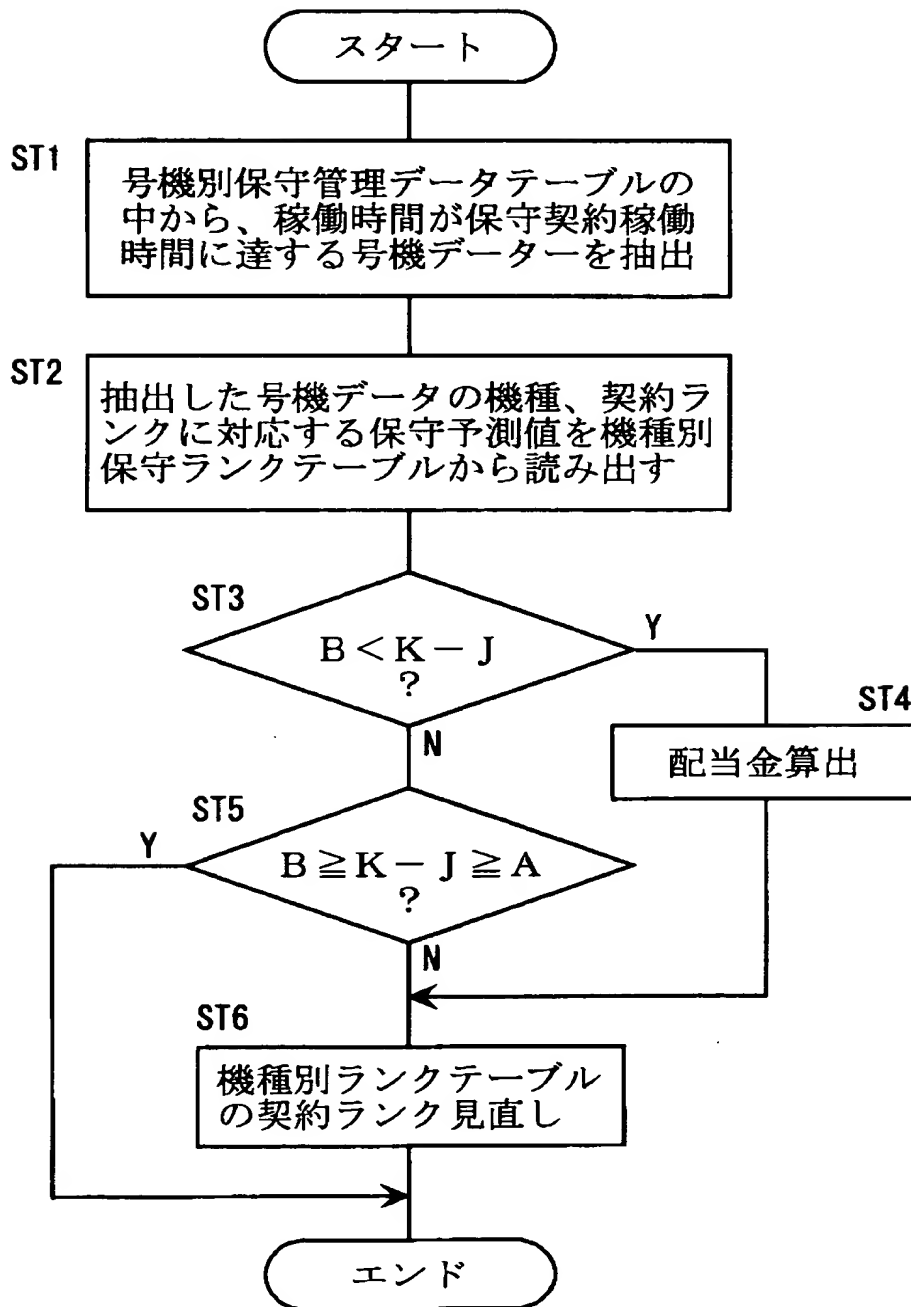 スタート
ST1
号機別保守管理データテーブルの
中から、稼働時間が保守契約稼働
時間に達する号機データーを抽出
ST2
抽出した号機データの機種、契約ラ
ンクに対応する保守予測値を機種別
保守ランクテーブルから読み出す
ST3
B<K-J
?
Y
N
ST4
配当金算出
ST5
B≧K-J≧A
?
Y
N
ST6
機種別ランクテーブル
の契約ランク見直し
エンド